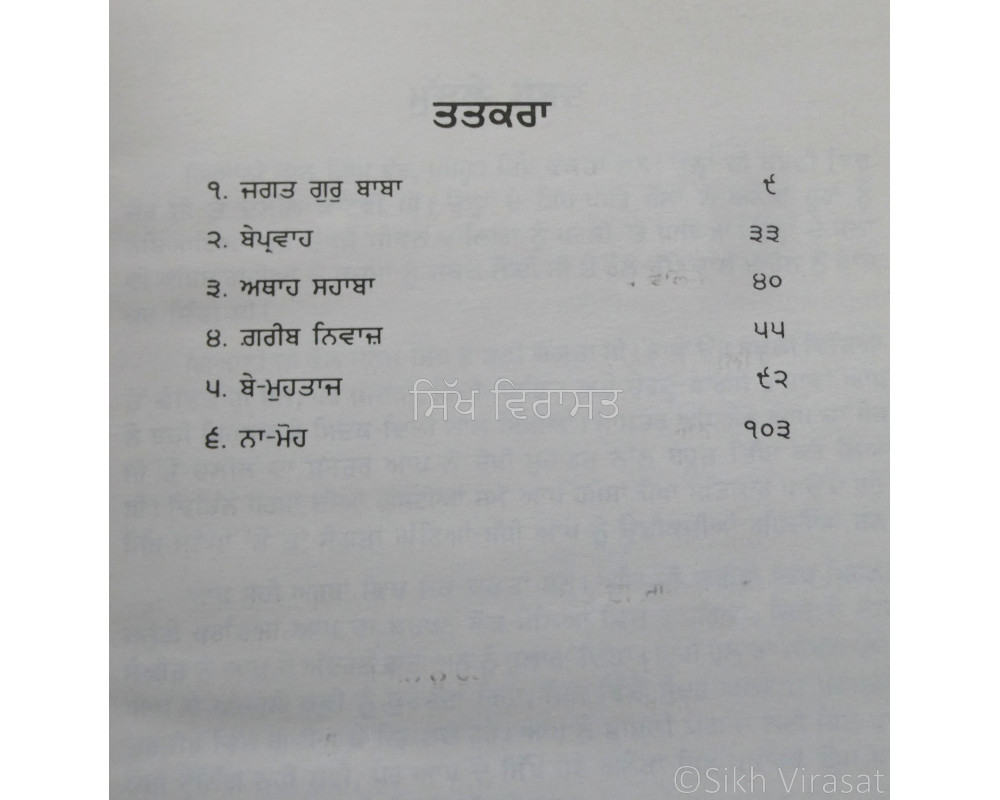 ਤਤਕਰਾ
੧. ਜਗਤ ਗੁਰੁ ਬਾਬਾ ੯
੨. ਬੇਪ੍ਰਵਾਹ ੩੩
੩. ਅਥਾਹ ਸਹਾਬਾ ੪੦
੪. ਗ਼ਰੀਬ ਨਿਵਾਜ਼ ੫੫
੫. ਬੇ-ਮੁਹਤਾਜ ੯੨
ਸਿੱਖ ਵਿਰਾਸਤ
੬. ਨਾ-ਮੋਹ ੧੦੩
©Sikh Virasat